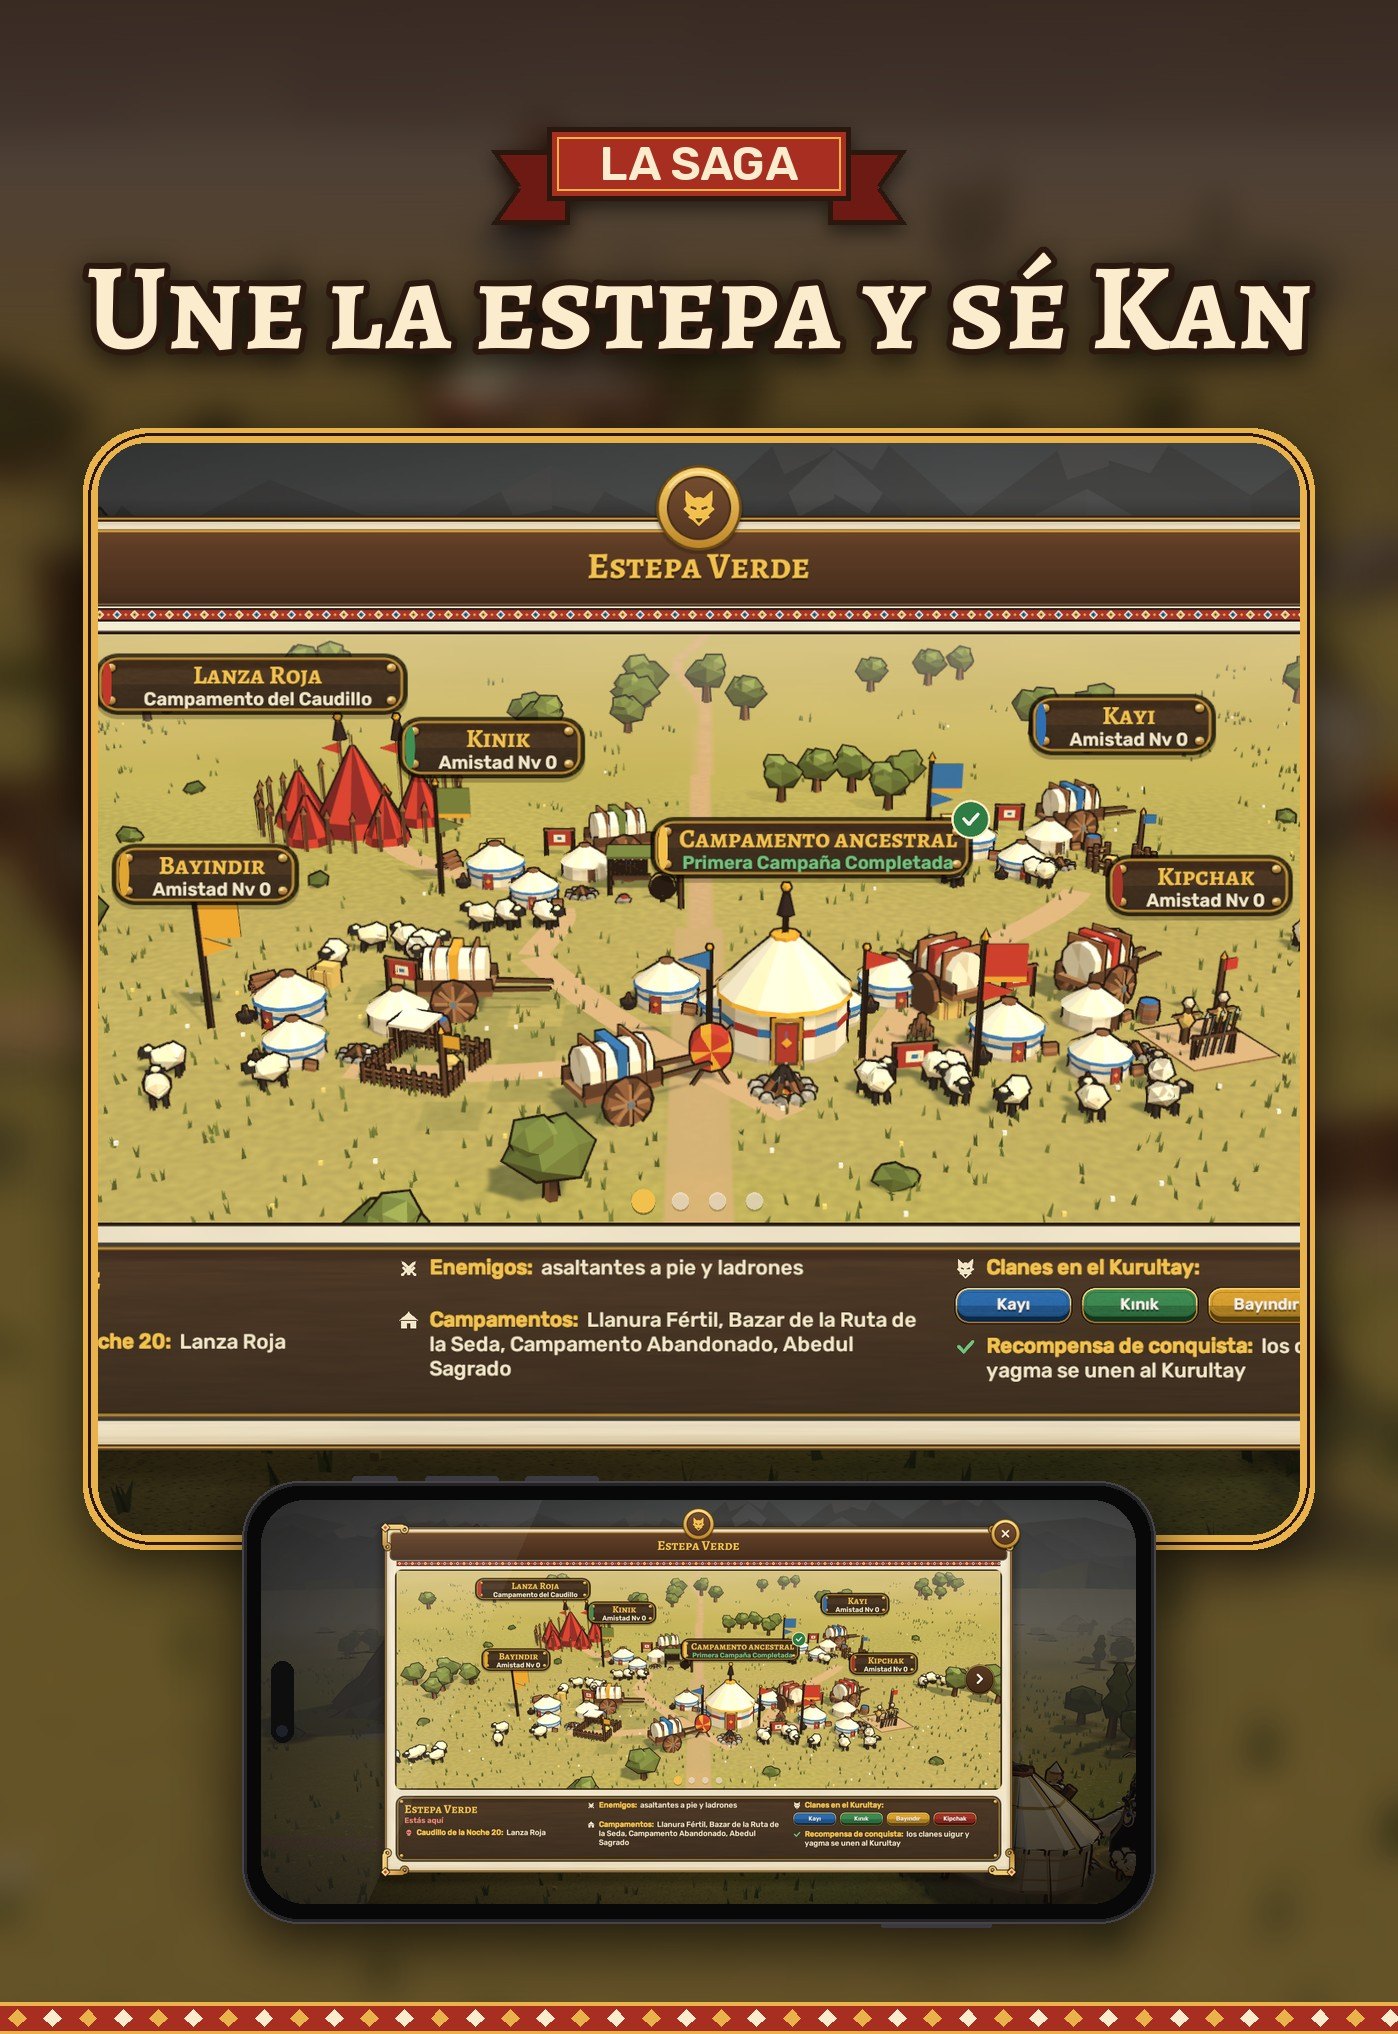 LA SAGA
Une la estepa y sé Kan
Estepa Verde
Lanza Roja
Campamento del Caudillo
Kinik
Amistad Nv 0
Kayi
Amistad Nv 0
Campamento ancestral
Primera Campaña Completada
Bayindir
Amistad Nv 0
Kipchak
Amistad Nv 0
che 20: Lanza Roja
Enemigos: asaltantes a pie y ladrones
Campamentos: Llanura Fértil, Bazar de la Ruta de
la Seda, Campamento Abandonado, Abedul
Sagrado
Clanes en el Kurultay:
Kayı Kınık Bayındır
Recompensa de conquista: los c
yagma se unen al Kurultay
Estepa Verde
Lanza Roja
Campamento del Caudillo
Kinik
Amistad Nv 0
Kayi
Amistad Nv 0
Campamento ancestral
Primera Campaña Completada
Bayindir
Amistad Nv 0
Kipchak
Amistad Nv 0
Estepa Verde
Estás aquí
Caudillo de la Noche 20: Lanza Roja
Enemigos: asaltantes a pie y ladrones
Campamentos: Llanura Fértil, Bazar de la Ruta de
la Seda, Campamento Abandonado, Abedul
Sagrado
Clanes en el Kurultay:
Kayı Kınık Bayındır Kipchak
Recompensa de conquista: los clanes uigur y
yagma se unen al Kurultay